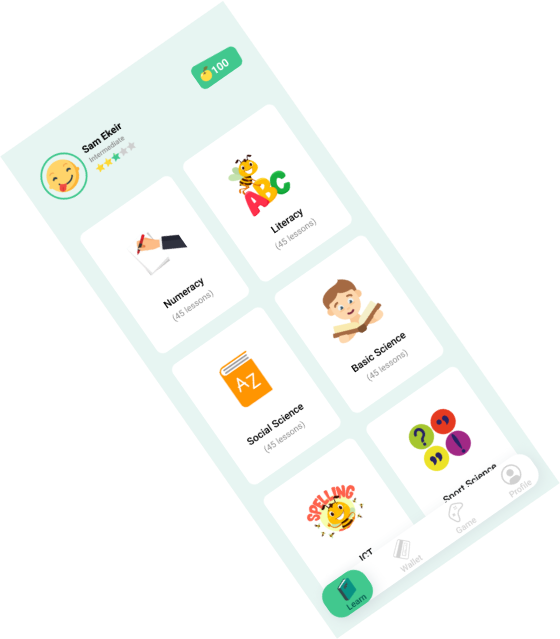 100
Sam Ekeir
Intermediate
Numeracy
(45 lessons)
ABC
Literacy
(45 lessons)
AZ
Social Science
(45 lessons)
Basic Science
(45 lessons)
SPELLING
ICT
? , " !
Sport Science
Learn
Wallet
Game
Profile